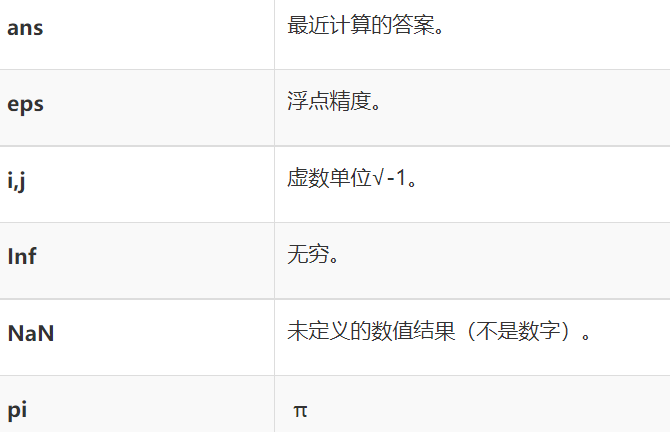 ans 最近计算的答案。
eps 浮点精度。
i,j 虚数单位√ -1。
Inf 无穷。
NaN 未定义的数值结果（不是数字）。
pi π